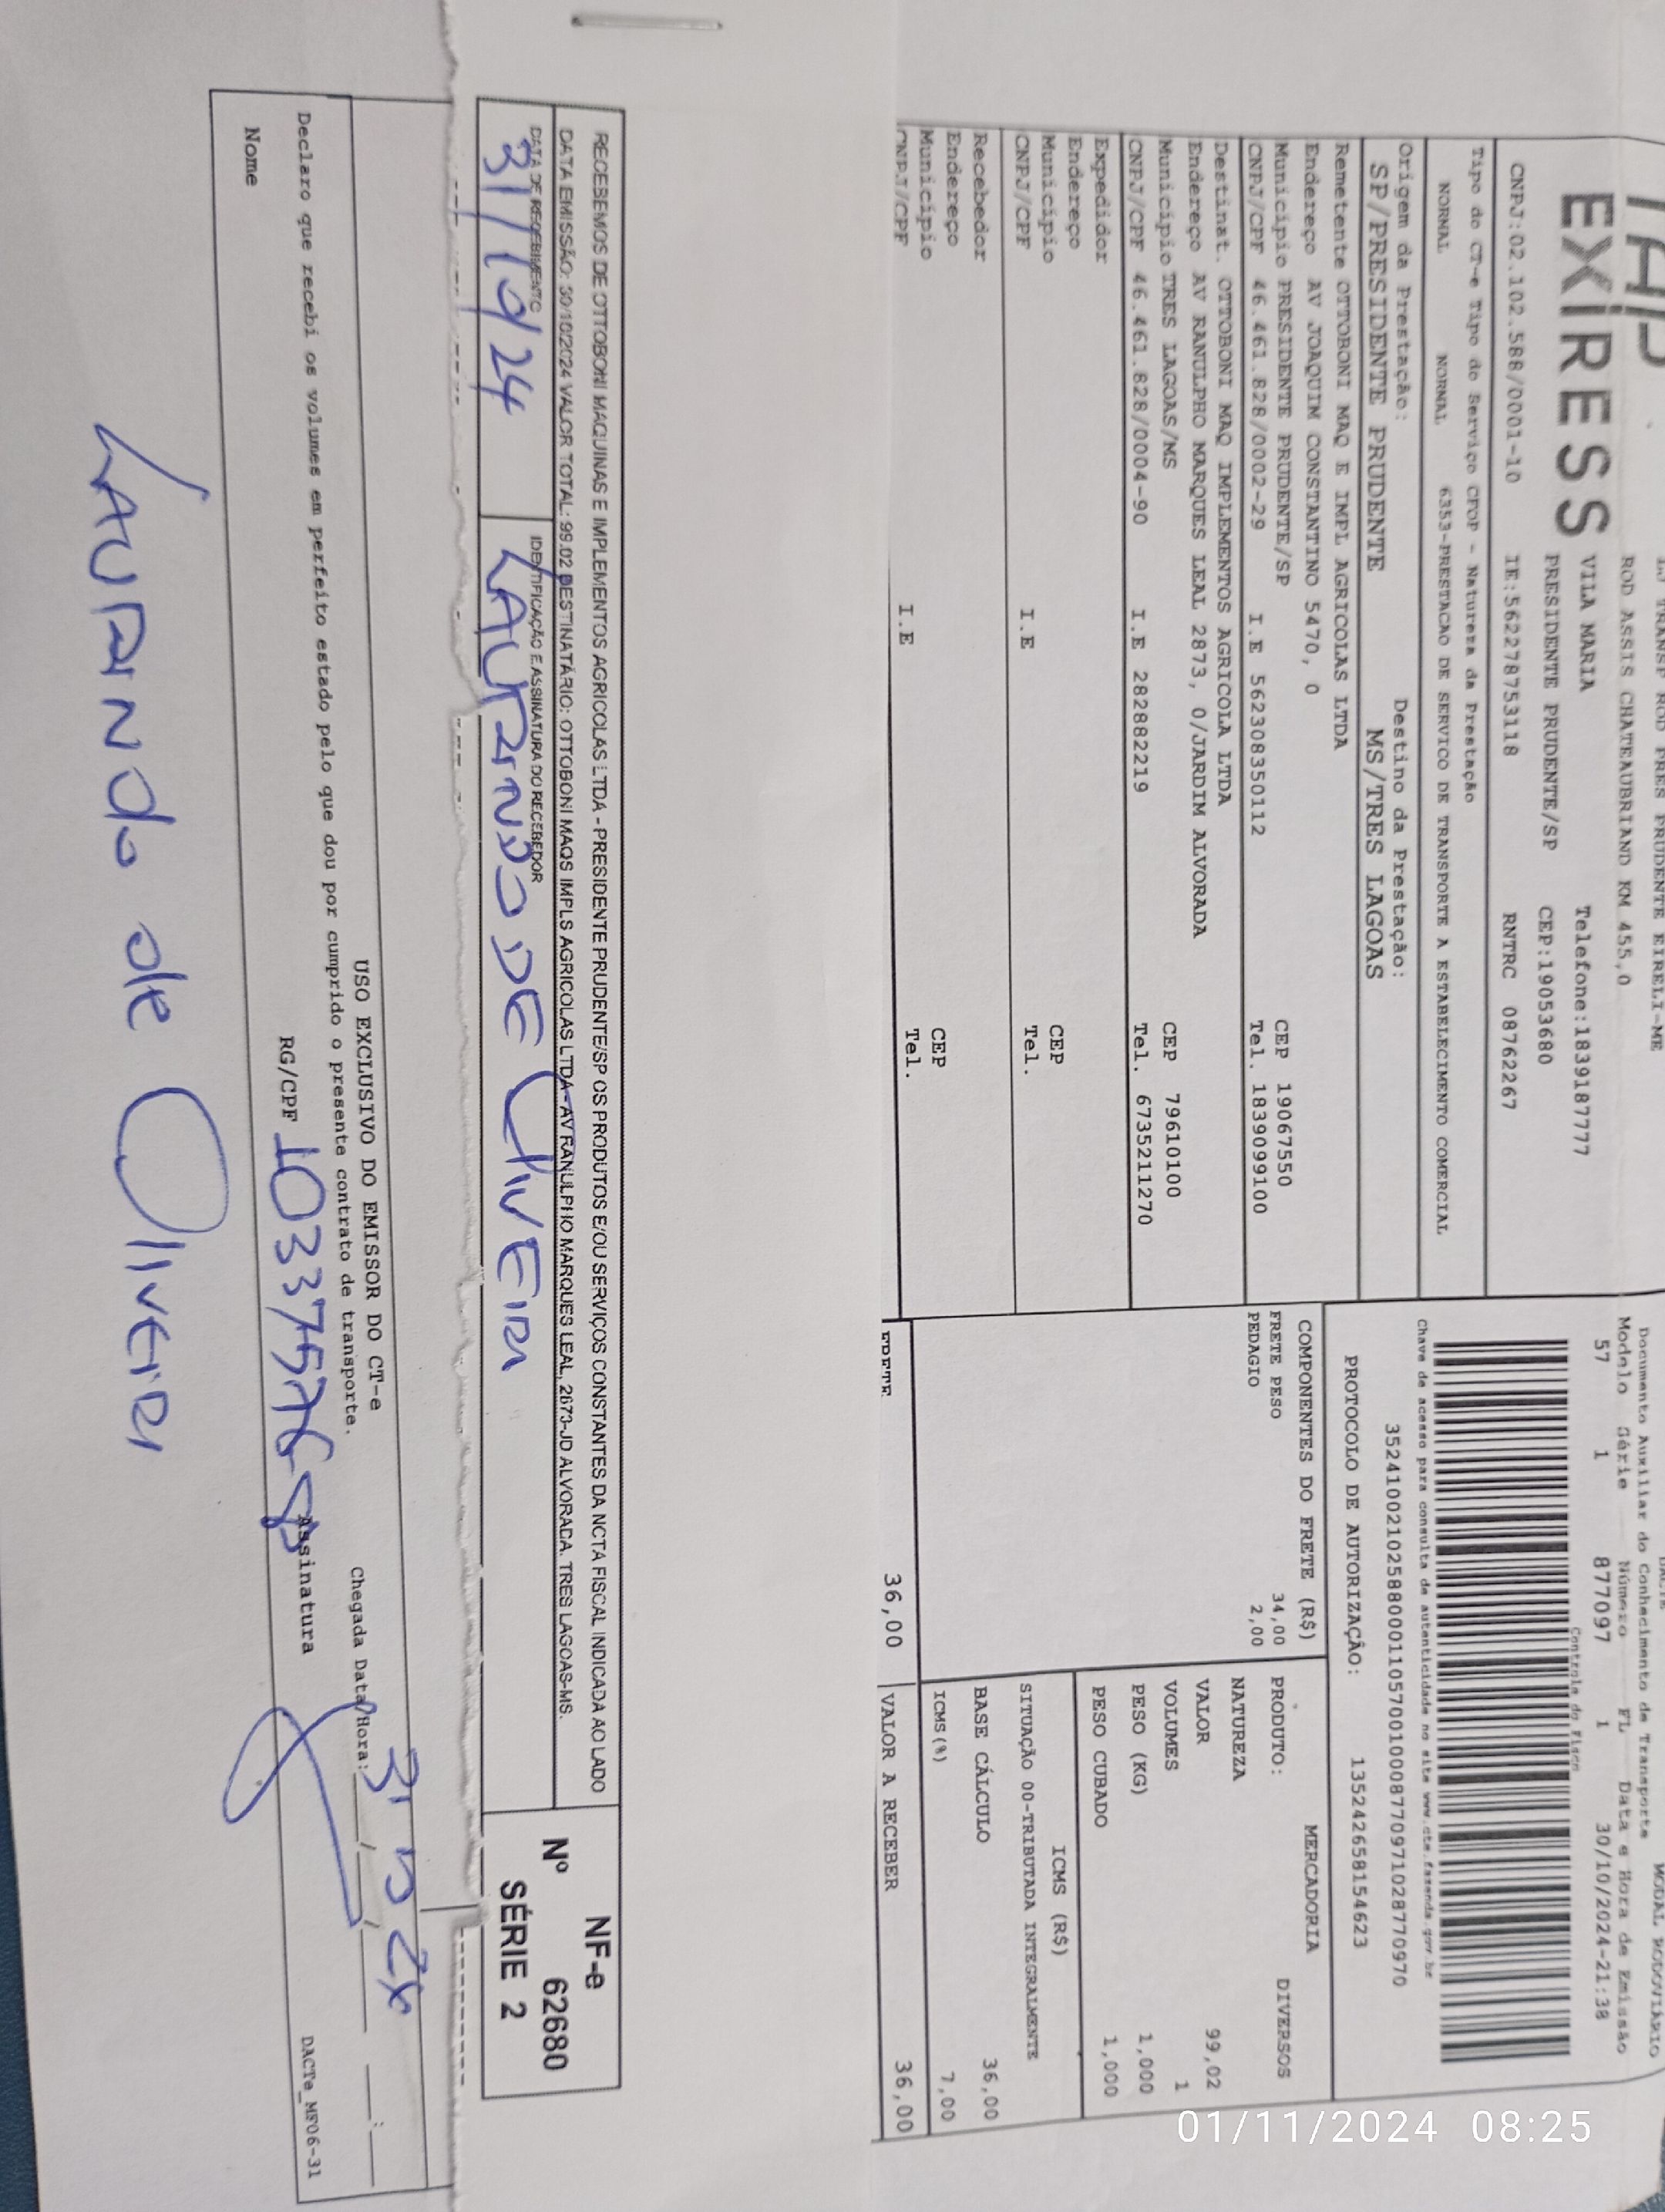 EXPRESS
ROD ASSIS CHATEAUBRIAND KM 455,0
VILA MARIA Telefone:1839187777
PRESIDENTE PRUDENTE/SP CEP:19053680
CNPJ:02.102.588/0001-10 IE:562278753118 RNTRC 08762267
Documento Auxiliar do Conhecimento de Transporte
MODAL RODOVIÁRIO
Modelo Série Número FL Data e Hora de Emissão
57 1 877097 1 30/10/2024-21:38
Controle do Fisco
Chave de acesso para consulta de autenticidade no site www.cte.fazenda.gov.br
35241002102588000110570010008770971028770970
PROTOCOLO DE AUTORIZAÇÃO: 135242658154623
Tipo do CT-e Tipo do Serviço CFOP - Natureza da Prestação
NORMAL NORMAL 6353-PRESTACAO DE SERVICO DE TRANSPORTE A ESTABELECIMENTO COMERCIAL
Origem da Prestação: Destino da Prestação:
SP/PRESIDENTE PRUDENTE MS/TRES LAGOAS
Remetente OTTOBONI MAQ E IMPL AGRICOLAS LTDA
Endereço AV JOAQUIM CONSTANTINO 5470, 0
Município PRESIDENTE PRUDENTE/SP CEP 19067550
CNPJ/CPF 46.461.828/0002-29 I.E 562308350112 Tel. 1839099100
Destinat. OTTOBONI MAQ IMPLEMENTOS AGRICOLA LTDA
Endereço AV RANULPHO MARQUES LEAL 2873, 0/JARDIM ALVORADA
Município TRES LAGOAS/MS CEP 79610100
CNPJ/CPF 46.461.828/0004-90 I.E 282882219 Tel. 6735211270
Expedidor
Endereço
Município CEP
CNPJ/CPF I.E Tel.
Recebedor
Endereço
Município CEP
CNPJ/CPF I.E Tel.
COMPONENTES DO FRETE (R$)
FRETE PESO 34,00
PEDAGIO 2,00
FRETE 36,00
MERCADORIA
PRODUTO: DIVERSOS
NATUREZA
VALOR 99,02
VOLUMES 1
PESO (KG) 1,000
PESO CUBADO 1,000
ICMS (R$)
SITUAÇÃO 00-TRIBUTADA INTEGRALMENTE
BASE CÁLCULO 36,00
ICMS(%) 7,00
VALOR A RECEBER 36,00
RECEBEMOS DE OTTOBONI MAQUINAS E IMPLEMENTOS AGRICOLAS LTDA - PRESIDENTE PRUDENTE/SP OS PRODUTOS E/OU SERVIÇOS CONSTANTES DA NOTA FISCAL INDICADA AO LADO
DATA EMISSÃO: 30/10/2024 VALOR TOTAL: 99.02 DESTINATÁRIO: OTTOBONI MAQS IMPLS AGRICOLAS LTDA - AV RANULPHO MARQUES LEAL, 2873-JD ALVORADA. TRES LAGOAS-MS.
DATA DE RECEBIMENTO IDENTIFICAÇÃO E ASSINATURA DO RECEBEDOR
31/10/24 LAURINDO DE OLIVEIRA
NF-e
Nº 62680
SÉRIE 2
USO EXCLUSIVO DO EMISSOR DO CT-e
Declaro que recebi os volumes em perfeito estado pelo que dou por cumprido o presente contrato de transporte.
Chegada Data/Hora: 31
Nome RG/CPF Assinatura
DACTe_MF06-31
LAURINdo de OlivEIRA
01/11/2024 08:25